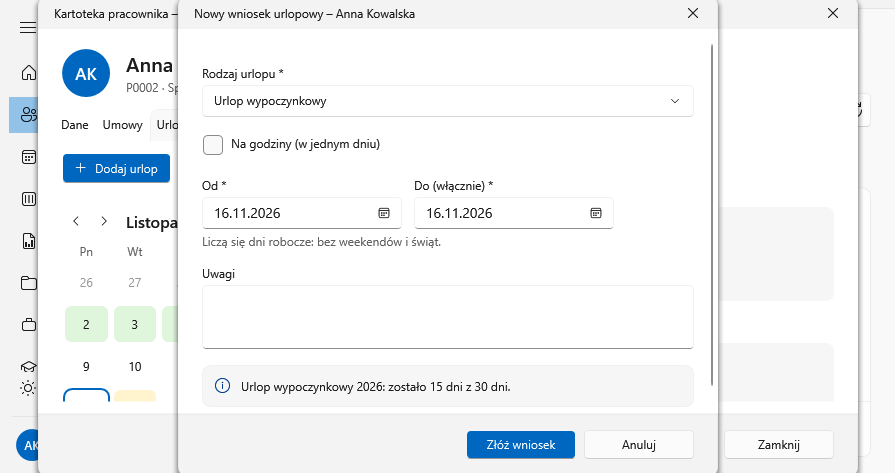 Kartoteka pracownika –
Nowy wniosek urlopowy – Anna Kowalska
AK
Anna
P0002 · Sp
Dane
Umowy
Urlo
+ Dodaj urlop
Listopa
Pn
Wt
26
27
2
3
9
10
AK
Rodzaj urlopu *
Urlop wypoczynkowy
Na godziny (w jednym dniu)
Od *
Do (włącznie) *
16.11.2026
16.11.2026
Liczą się dni robocze: bez weekendów i świąt.
Uwagi
Urlop wypoczynkowy 2026: zostało 15 dni z 30 dni.
Złóż wniosek
Anuluj
Zamknij